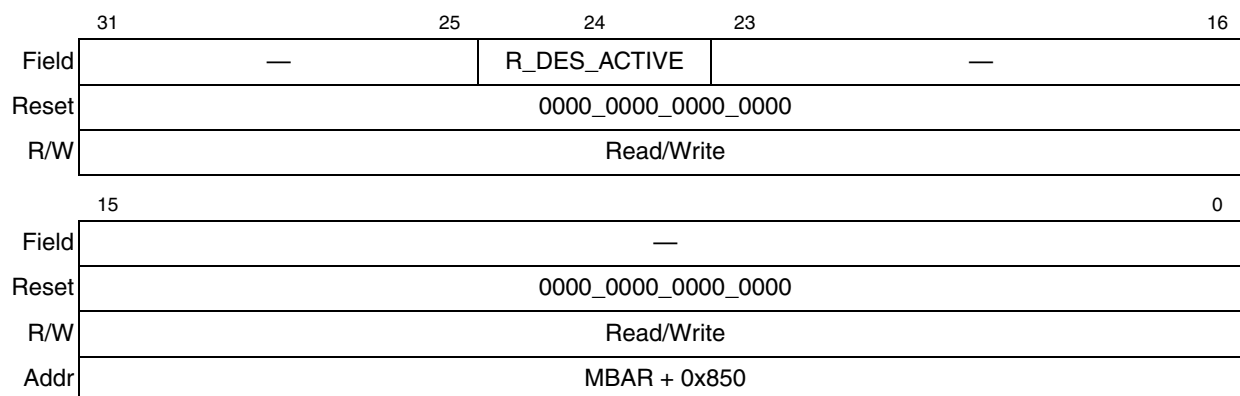 31 25 24 23 16
Field — R_DES_ACTIVE —
Reset 0000_0000_0000_0000
R/W Read/Write
15 0
Field —
Reset 0000_0000_0000_0000
R/W Read/Write
Addr MBAR + 0x850